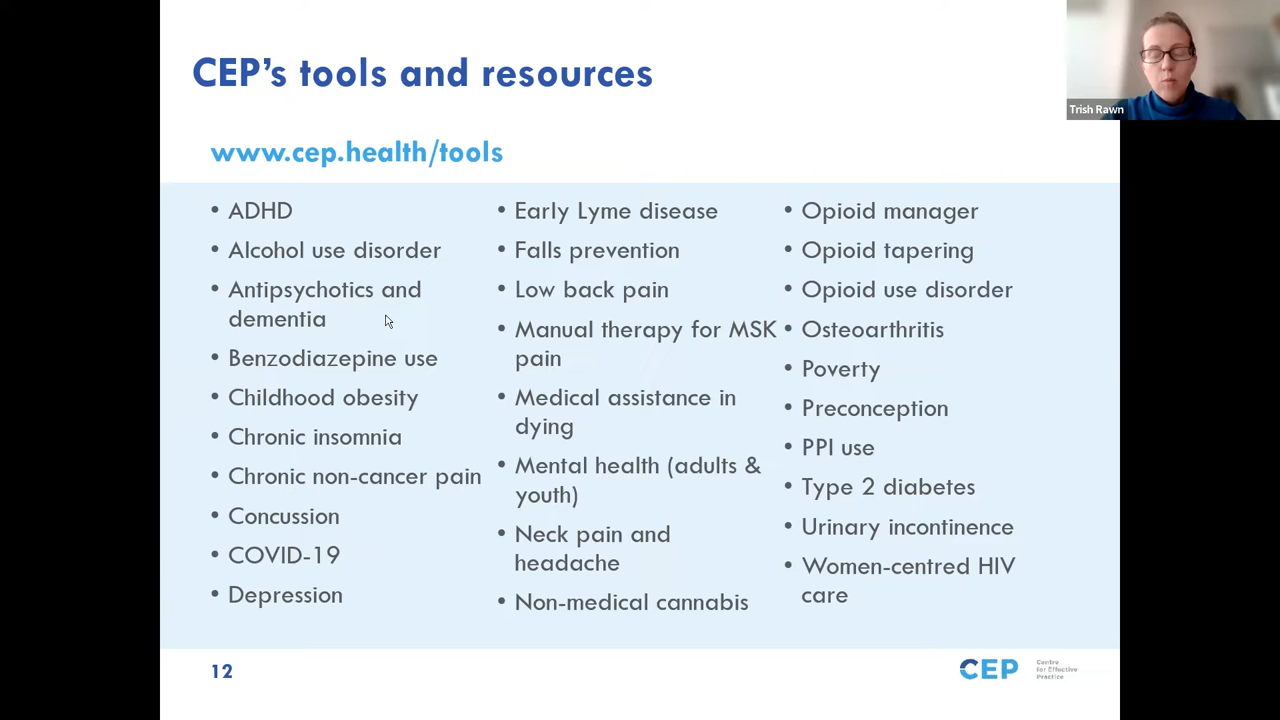 CEP's tools and resources
Trish Rawn
www.cep.health/tools
• ADHD
• Alcohol use disorder
• Antipsychotics and
dementia
• Benzodiazepine use
• Childhood obesity
• Chronic insomnia
• Chronic non-cancer pain
• Concussion
• COVID-19
• Depression
• Early Lyme disease
• Falls prevention
• Low back pain
• Manual therapy for MSK
pain
• Medical assistance in
dying
• Mental health (adults &
youth)
• Neck pain and
headache
• Non-medical cannabis
• Opioid manager
• Opioid tapering
• Opioid use disorder
• Osteoarthritis
• Poverty
• Preconception
• PPI use
• Type 2 diabetes
• Urinary incontinence
• Women-centred HIV
care
12
CEP
Centre
for Effective
Practice